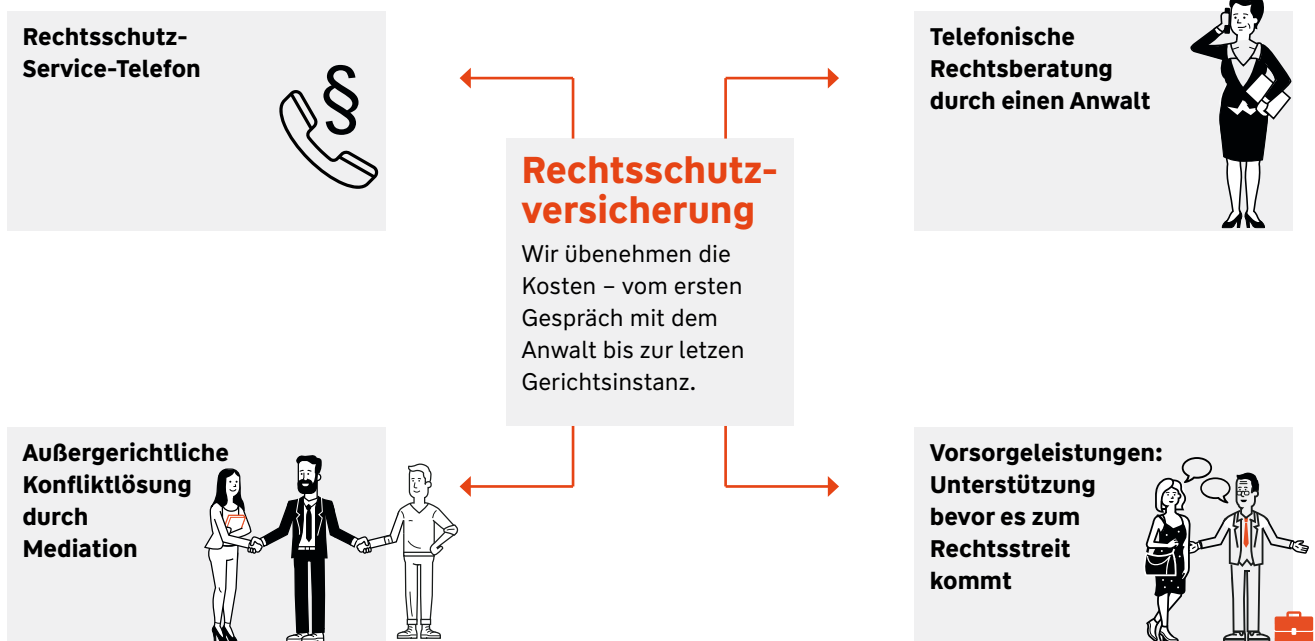 Rechtsschutz-
Service-Telefon
§
Telefonische
Rechtsberatung
durch einen Anwalt
Rechtsschutz-
versicherung
Wir übenehmen die
Kosten – vom ersten
Gespräch mit dem
Anwalt bis zur letzen
Gerichtsinstanz.
Außergerichtliche
Konfliktlösung
durch
Mediation
Vorsorgeleistungen:
Unterstützung
bevor es zum
Rechtsstreit
kommt